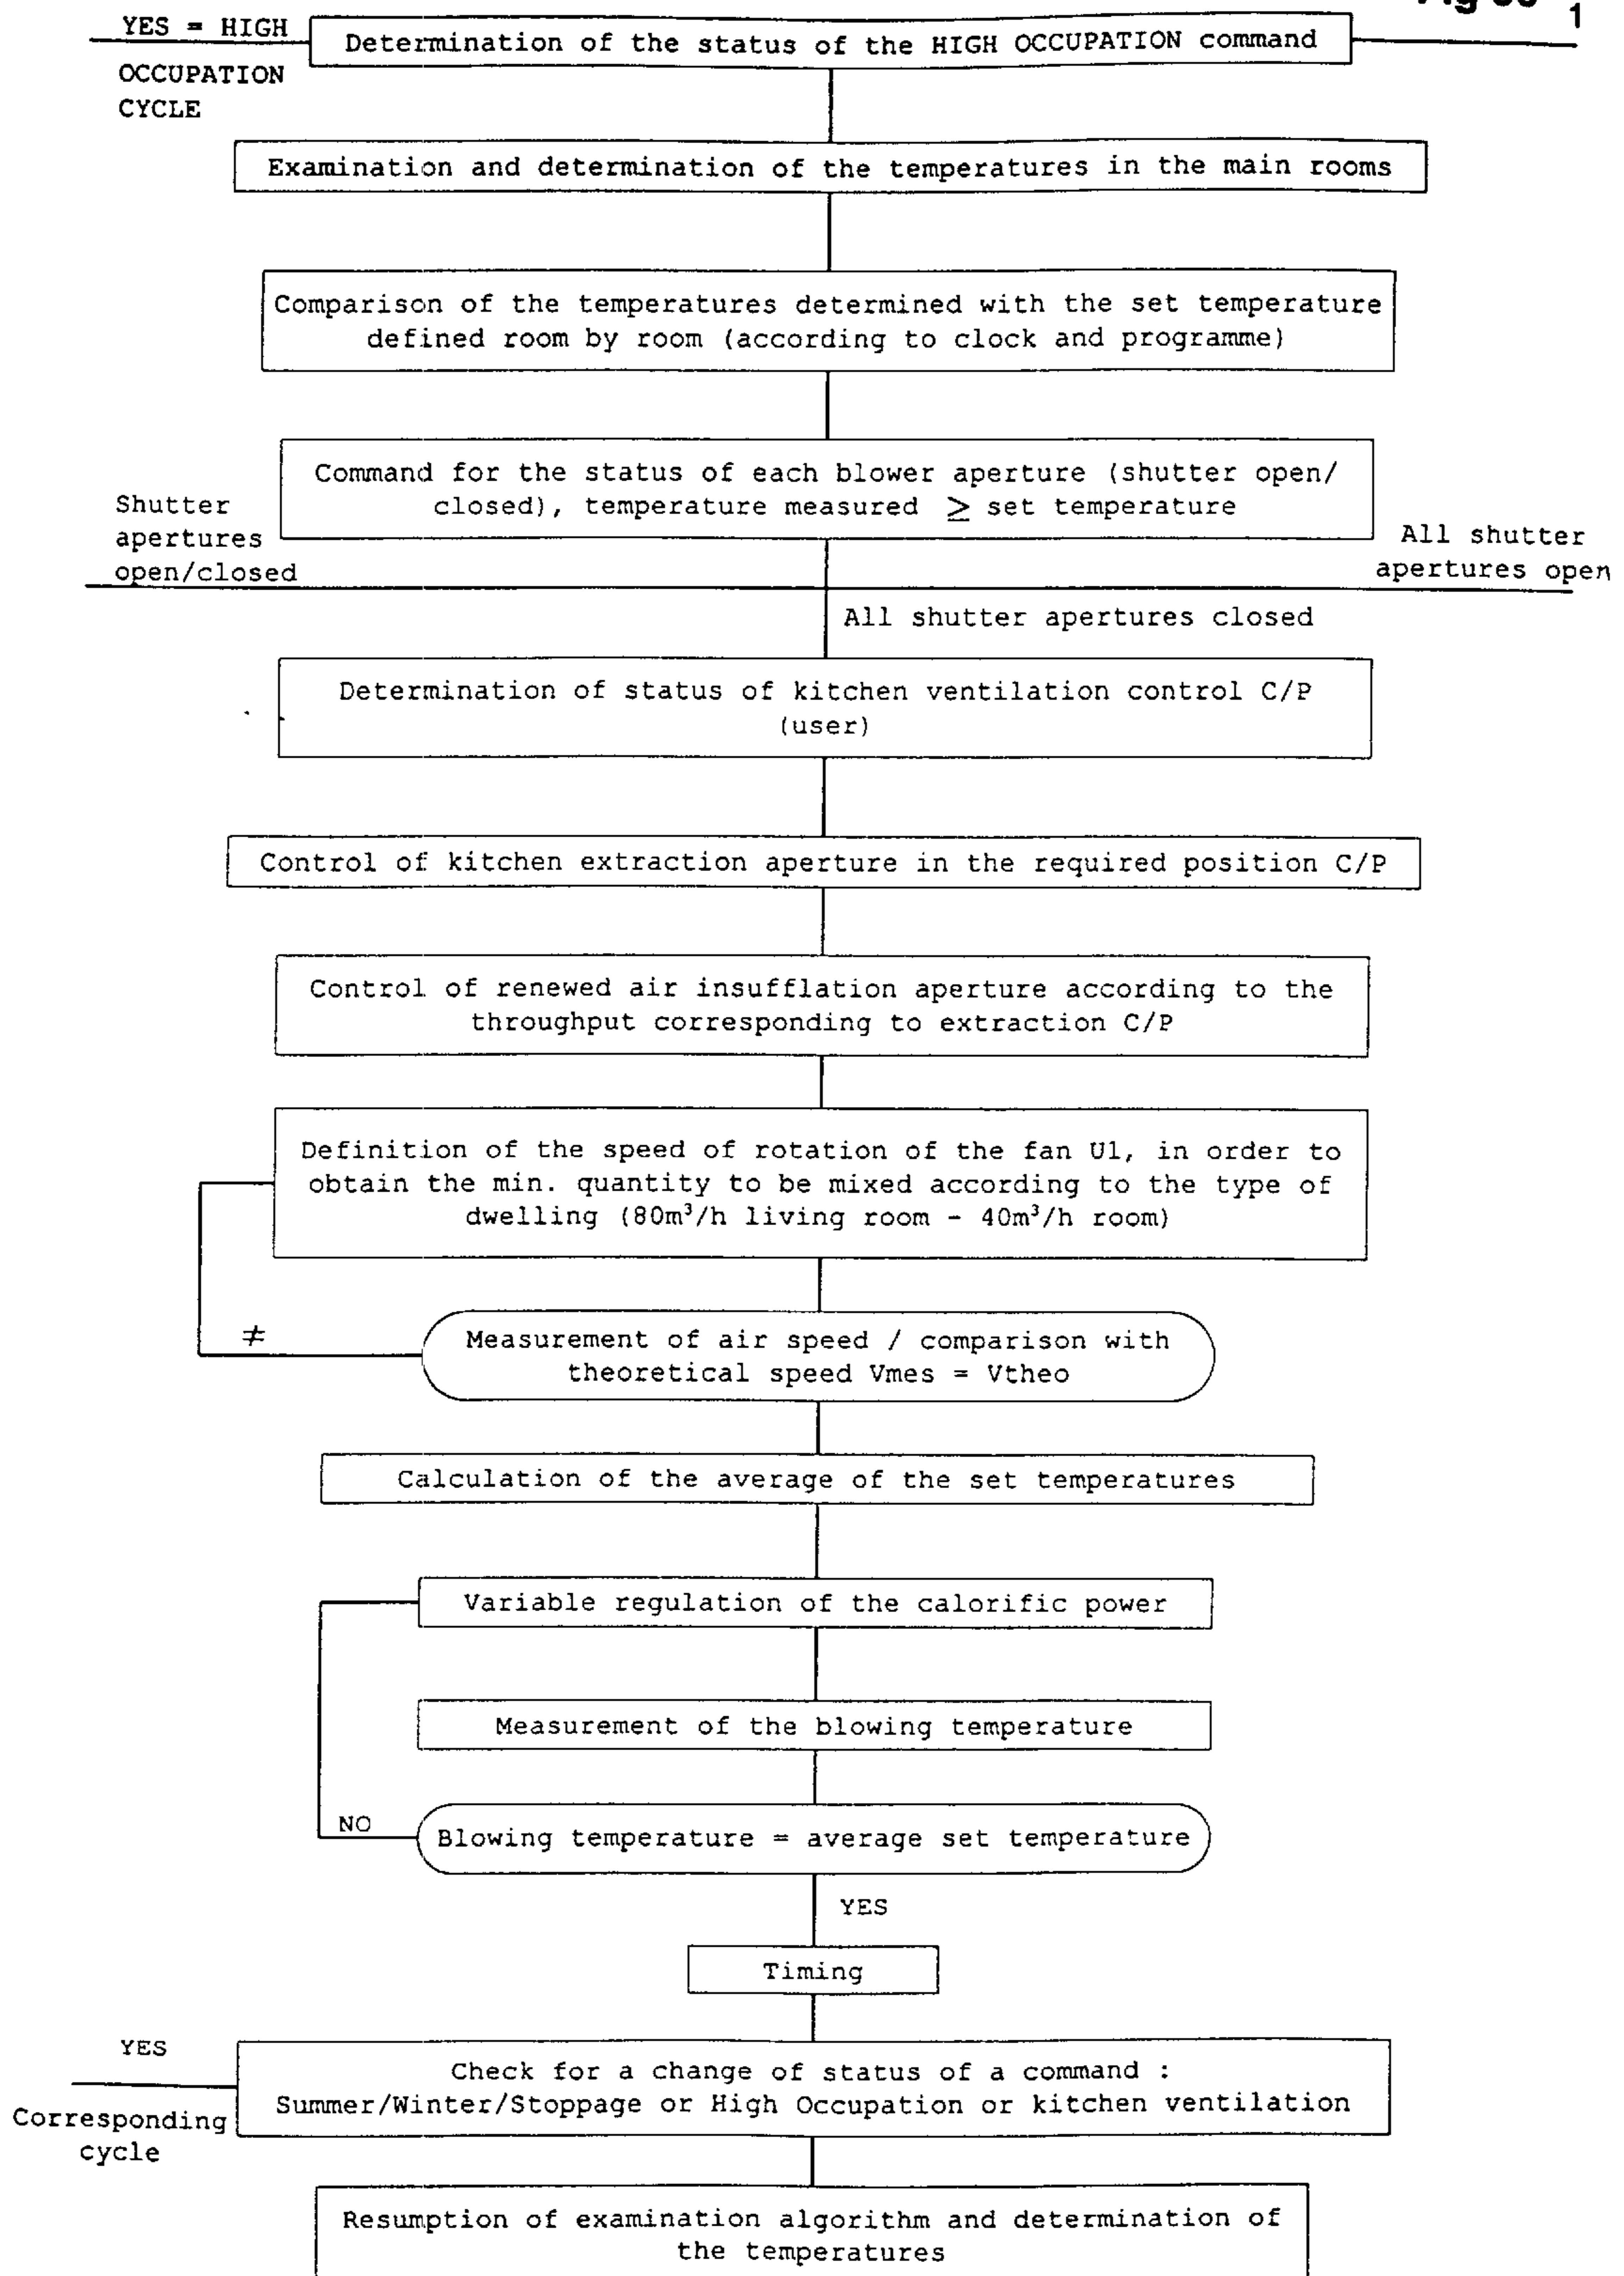 1
YES = HIGH
OCCUPATION
CYCLE
Determination of the status of the HIGH OCCUPATION command
Examination and determination of the temperatures in the main rooms
Comparison of the temperatures determined with the set temperature
defined room by room (according to clock and programme)
Command for the status of each blower aperture (shutter open/
closed), temperature measured ≥ set temperature
Shutter
apertures
open/closed
All shutter
apertures open
All shutter apertures closed
Determination of status of kitchen ventilation control C/P
(user)
Control of kitchen extraction aperture in the required position C/P
Control of renewed air insufflation aperture according to the
throughput corresponding to extraction C/P
Definition of the speed of rotation of the fan U1, in order to
obtain the min. quantity to be mixed according to the type of
dwelling (80m³/h living room - 40m³/h room)
≠
Measurement of air speed / comparison with
theoretical speed Vmes = Vtheo
Calculation of the average of the set temperatures
Variable regulation of the calorific power
Measurement of the blowing temperature
NO
Blowing temperature = average set temperature
YES
Timing
YES
Corresponding
cycle
Check for a change of status of a command :
Summer/Winter/Stoppage or High Occupation or kitchen ventilation
Resumption of examination algorithm and determination of
the temperatures